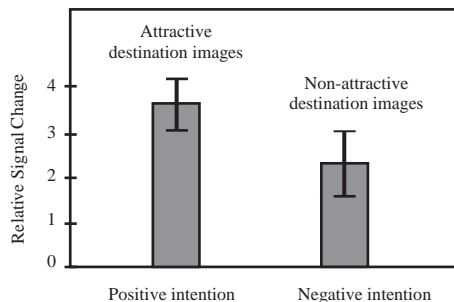 Attractive
destination images
Non-attractive
destination images
Relative Signal Change
4
3
2
1
0
Positive intention
Negative intention